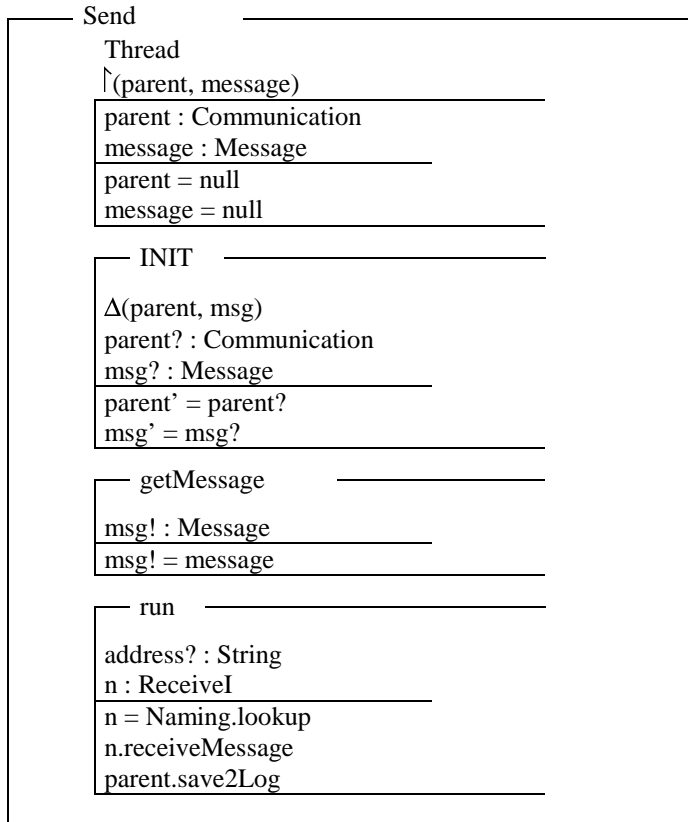 Send
Thread
↾(parent, message)
parent : Communication
message : Message
parent = null
message = null
INIT
Δ(parent, msg)
parent? : Communication
msg? : Message
parent’ = parent?
msg’ = msg?
getMessage
msg! : Message
msg! = message
run
address? : String
n : ReceiveI
n = Naming.lookup
n.receiveMessage
parent.save2Log